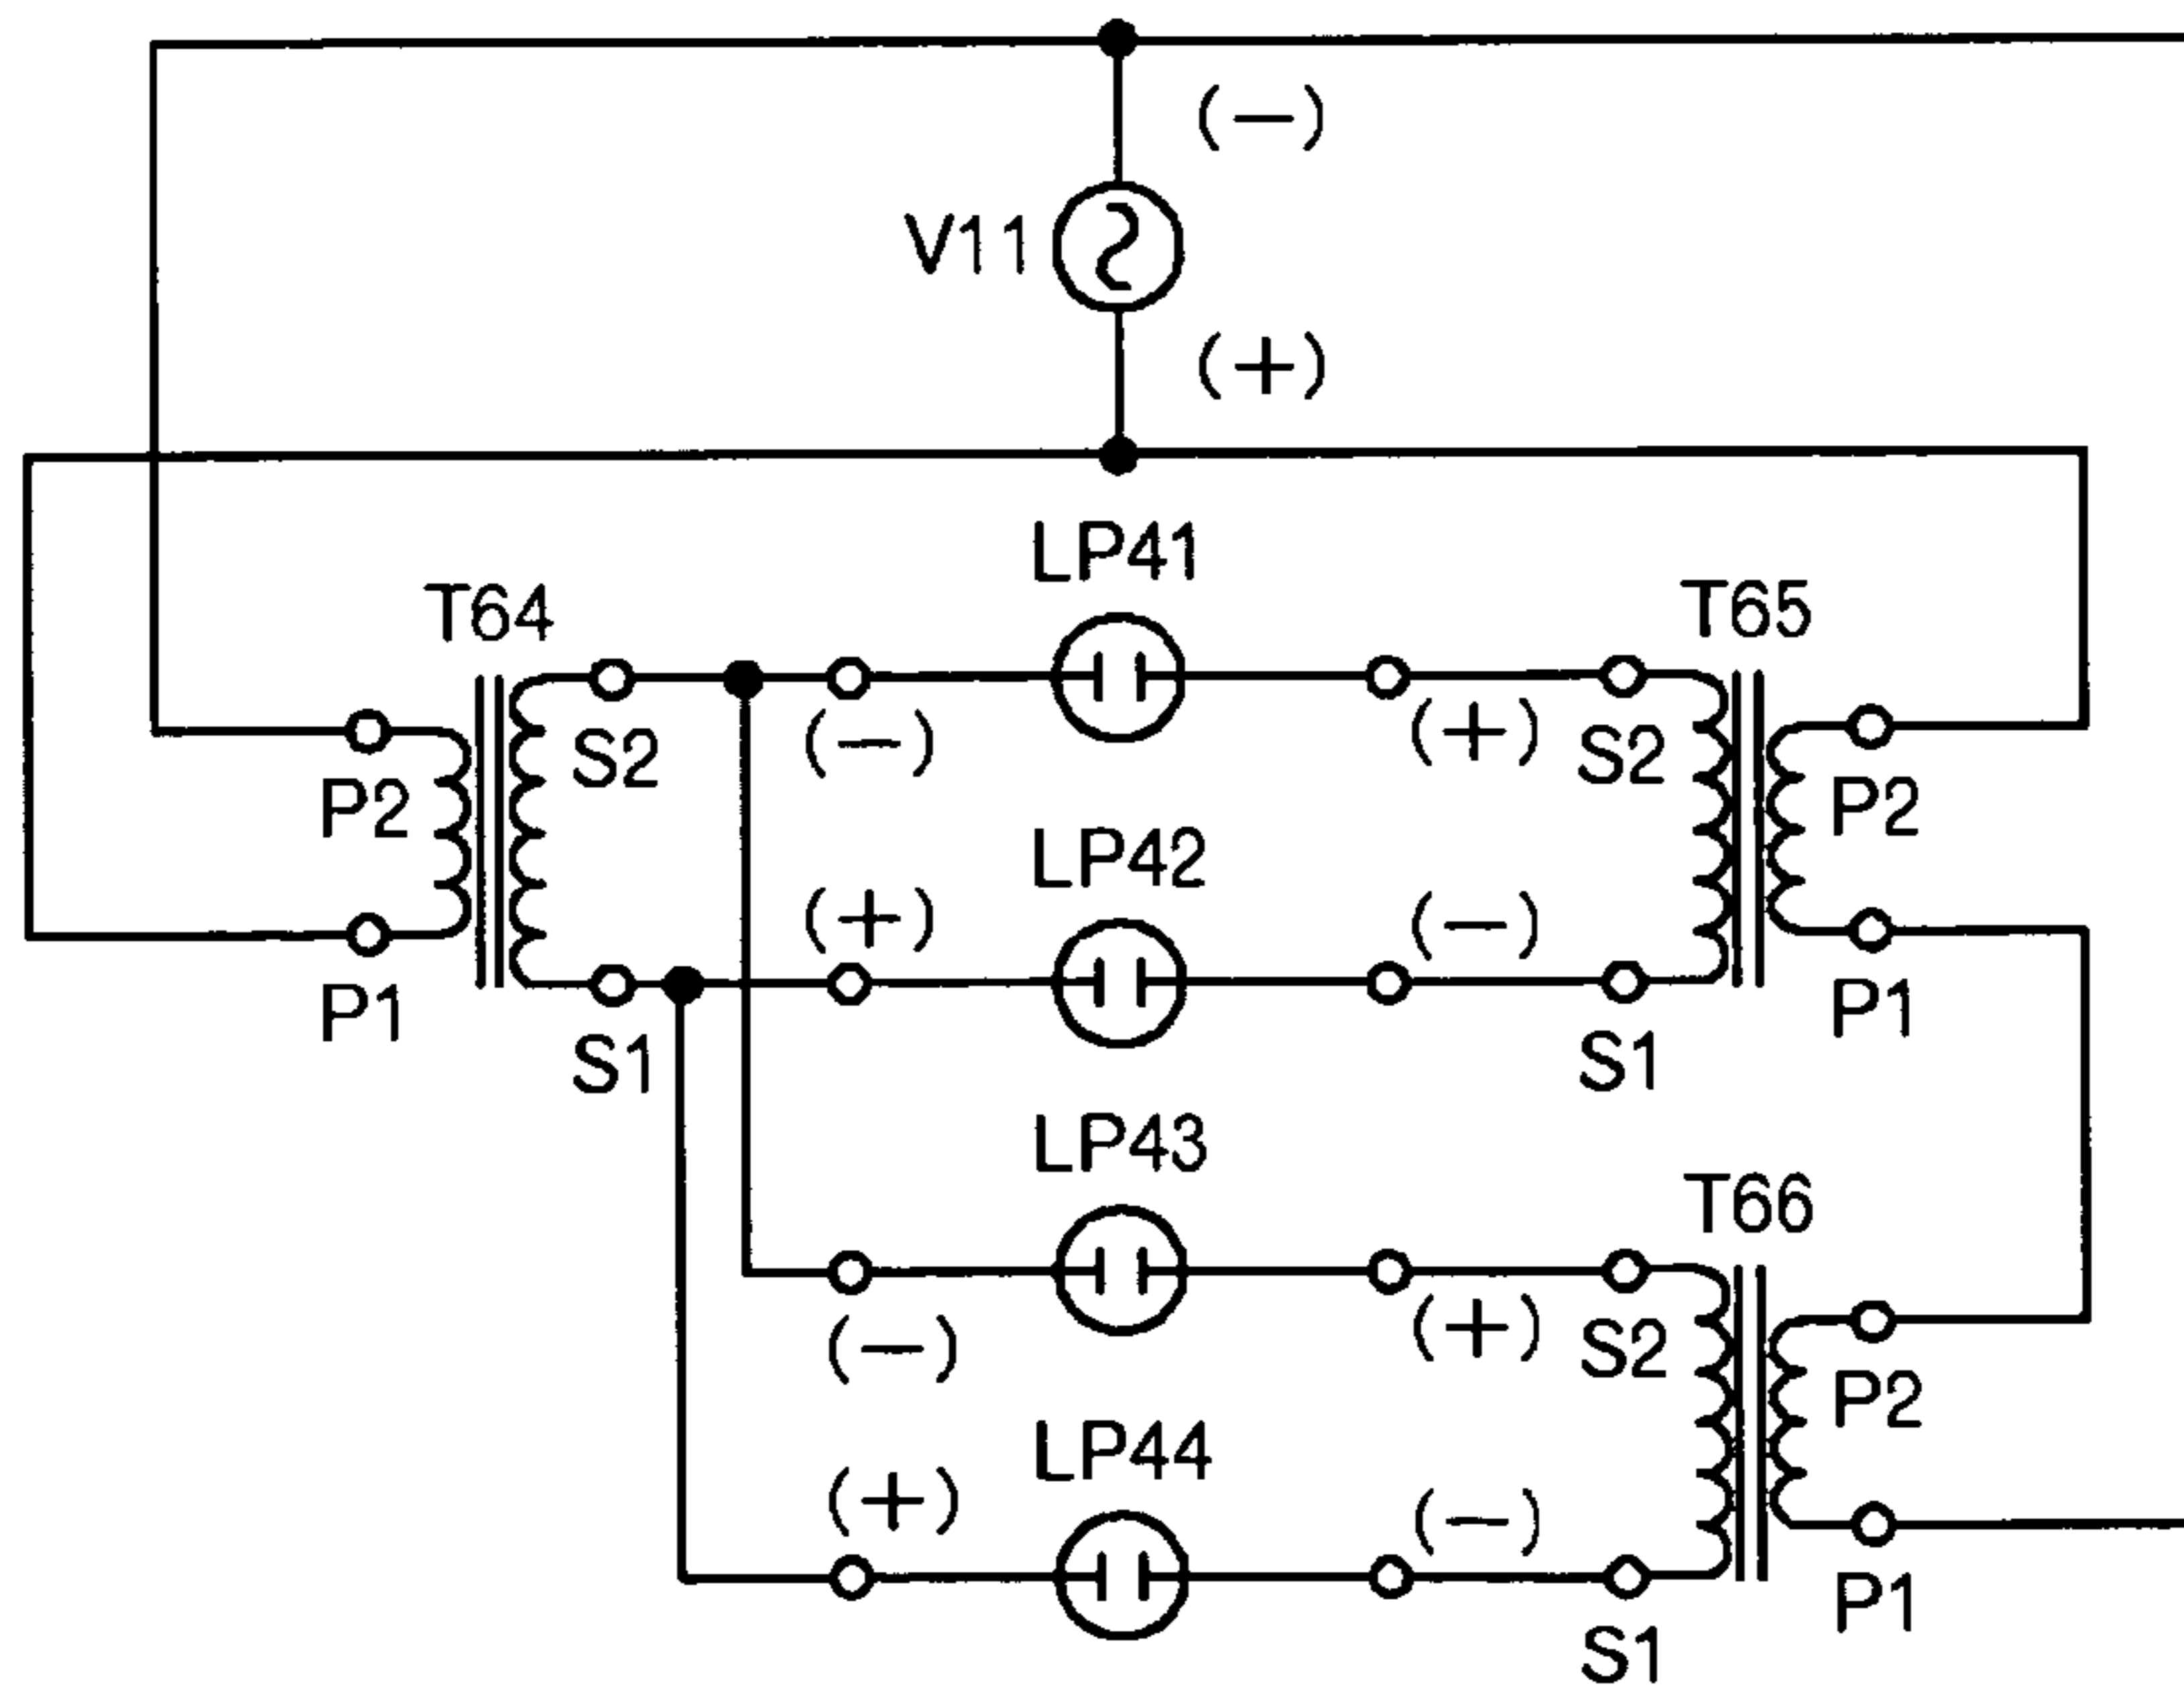 (−)
V11
(+)
LP41
T64
T65
S2
(−)
(+)
S2
P2
P2
LP42
(+)
(−)
P1
P1
S1
S1
LP43
T66
(−)
(+)
S2
P2
LP44
(+)
(−)
P1
S1